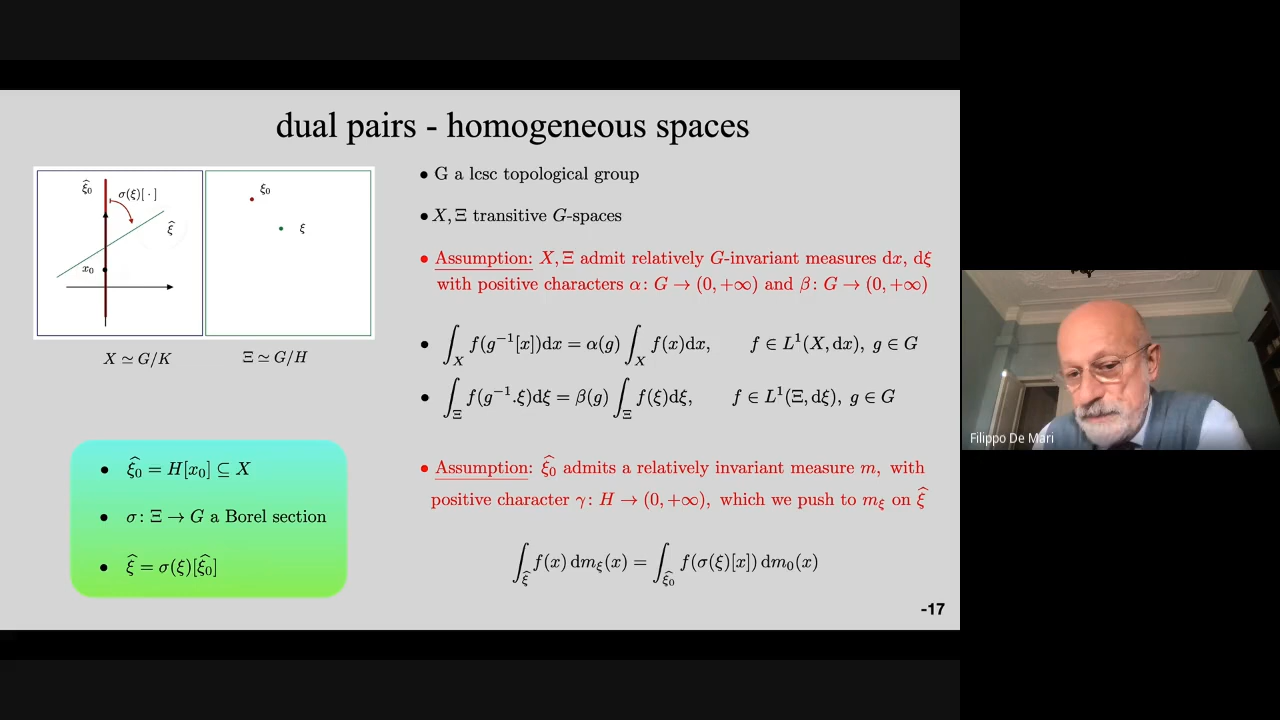 dual pairs - homogeneous spaces
ξ̂₀
σ(ξ)[ · ]
ξ̂
x₀
ξ₀
ξ
X ≃ G/K
Ξ ≃ G/H
• ξ̂₀ = H[x₀] ⊆ X
• σ: Ξ → G a Borel section
• ξ̂ = σ(ξ)[ξ̂₀]
• G a lcsc topological group
• X, Ξ transitive G-spaces
• Assumption: X, Ξ admit relatively G-invariant measures dx, dξ
with positive characters α: G → (0, +∞) and β: G → (0, +∞)
• ∫_X f(g⁻¹[x])dx = α(g) ∫_X f(x)dx, f ∈ L¹(X, dx), g ∈ G
• ∫_Ξ f(g⁻¹.ξ)dξ = β(g) ∫_Ξ f(ξ)dξ, f ∈ L¹(Ξ, dξ), g ∈ G
• Assumption: ξ̂₀ admits a relatively invariant measure m, with
positive character γ: H → (0, +∞), which we push to m_ξ on ξ̂
∫_ξ̂ f(x) dm_ξ(x) = ∫_ξ̂₀ f(σ(ξ)[x]) dm₀(x)
-17
Filippo De Mari